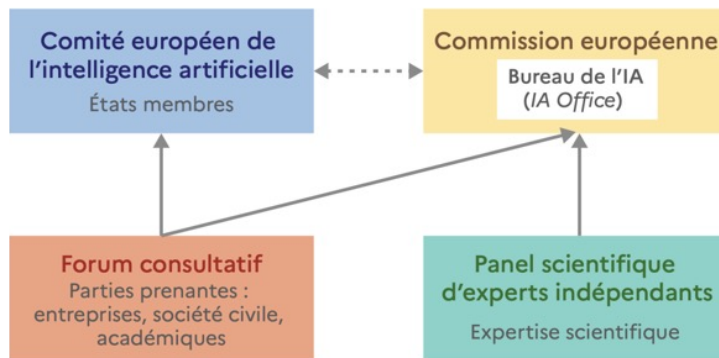 Comité européen de
l'intelligence artificielle
États membres
Commission européenne
Bureau de l'IA
(IA Office)
Forum consultatif
Parties prenantes :
entreprises, société civile,
académiques
Panel scientifique
d'experts indépendants
Expertise scientifique